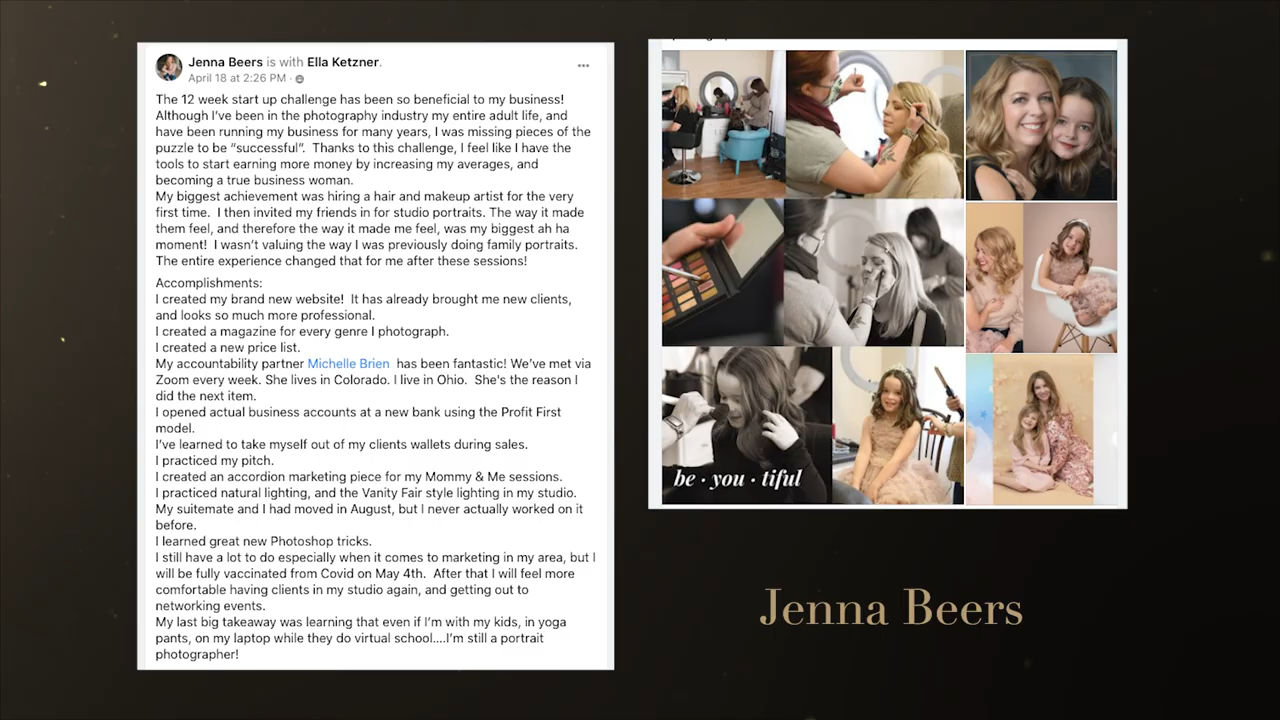 Jenna Beers is with Ella Ketzner.
April 18 at 2:26 PM ·
The 12 week start up challenge has been so beneficial to my business!
Although I've been in the photography industry my entire adult life, and
have been running my business for many years, I was missing pieces of the
puzzle to be “successful”.  Thanks to this challenge, I feel like I have the
tools to start earning more money by increasing my averages, and
becoming a true business woman.
My biggest achievement was hiring a hair and makeup artist for the very
first time.  I then invited my friends in for studio portraits. The way it made
them feel, and therefore the way it made me feel, was my biggest ah ha
moment!  I wasn't valuing the way I was previously doing family portraits.
The entire experience changed that for me after these sessions!
Accomplishments:
I created my brand new website!  It has already brought me new clients,
and looks so much more professional.
I created a magazine for every genre I photograph.
I created a new price list.
My accountability partner Michelle Brien  has been fantastic! We've met via
Zoom every week. She lives in Colorado. I live in Ohio.  She's the reason I
did the next item.
I opened actual business accounts at a new bank using the Profit First
model.
I've learned to take myself out of my clients wallets during sales.
I practiced my pitch.
I created an accordion marketing piece for my Mommy & Me sessions.
I practiced natural lighting, and the Vanity Fair style lighting in my studio.
My suitemate and I had moved in August, but I never actually worked on it
before.
I learned great new Photoshop tricks.
I still have a lot to do especially when it comes to marketing in my area, but I
will be fully vaccinated from Covid on May 4th.  After that I will feel more
comfortable having clients in my studio again, and getting out to
networking events.
My last big takeaway was learning that even if I'm with my kids, in yoga
pants, on my laptop while they do virtual school....I'm still a portrait
photographer!
be · you · tiful
Jenna Beers